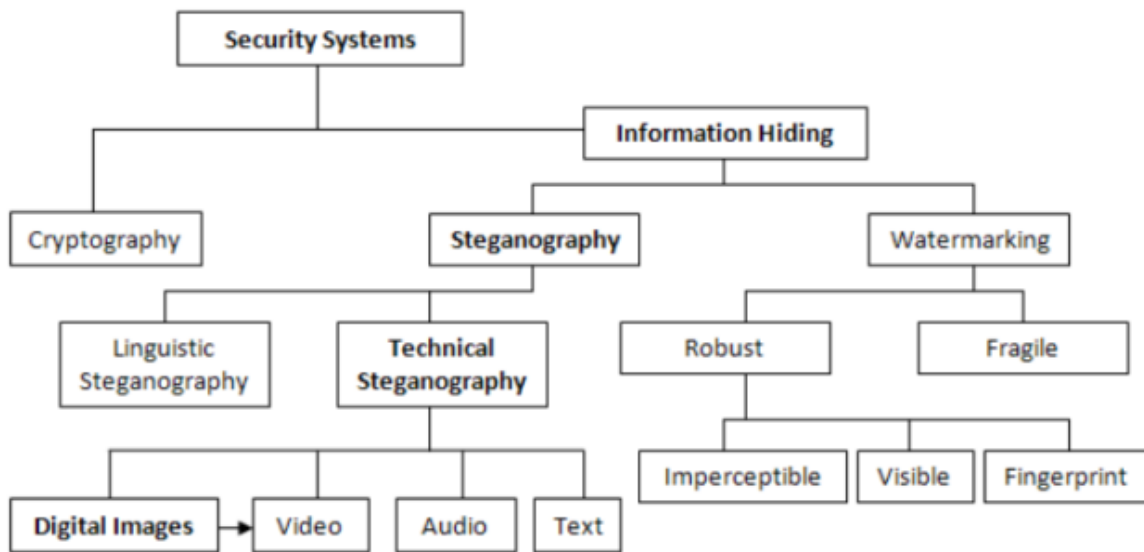 Security Systems
Information Hiding
Cryptography
Steganography
Watermarking
Linguistic
Steganography
Technical
Steganography
Robust
Fragile
Imperceptible
Visible
Fingerprint
Digital Images
Video
Audio
Text